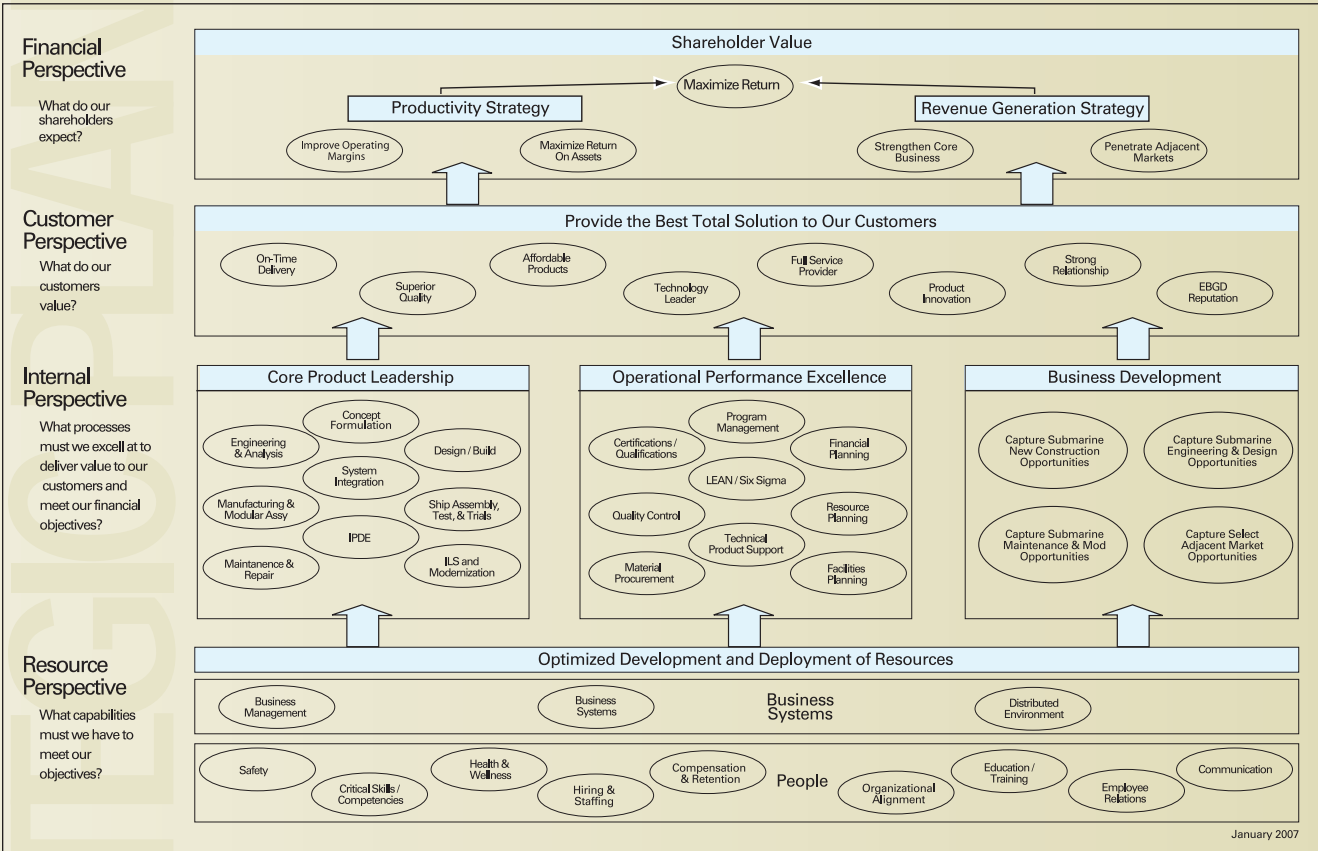 Financial
Perspective
What do our
shareholders
expect?
Shareholder Value
Maximize Return
Productivity Strategy
Revenue Generation Strategy
Improve Operating
Margins
Maximize Return
On Assets
Strengthen Core
Business
Penetrate Adjacent
Markets
Customer
Perspective
What do our
customers
value?
Provide the Best Total Solution to Our Customers
On-Time
Delivery
Superior
Quality
Affordable
Products
Technology
Leader
Full Service
Provider
Product
Innovation
Strong
Relationship
EBGD
Reputation
Internal
Perspective
What processes
must we excel at to
deliver value to our
customers and
meet our financial
objectives?
Core Product Leadership
Concept
Formulation
Engineering
& Analysis
Design / Build
System
Integration
Manufacturing &
Modular Assy
Ship Assembly,
Test, & Trials
IPDE
Maintanence &
Repair
ILS and
Modernization
Operational Performance Excellence
Program
Management
Certifications /
Qualifications
Financial
Planning
LEAN / Six Sigma
Quality Control
Resource
Planning
Technical
Product Support
Material
Procurement
Facilities
Planning
Business Development
Capture Submarine
New Construction
Opportunities
Capture Submarine
Engineering & Design
Opportunities
Capture Submarine
Maintenance & Mod
Opportunities
Capture Select
Adjacent Market
Opportunities
Resource
Perspective
What capabilities
must we have to
meet our
objectives?
Optimized Development and Deployment of Resources
Business
Management
Business
Systems
Business
Systems
Distributed
Environment
Safety
Critical Skills /
Competencies
Health &
Wellness
Hiring &
Staffing
Compensation
& Retention
People
Organizational
Alignment
Education /
Training
Employee
Relations
Communication
January 2007
TEGIC PLAN